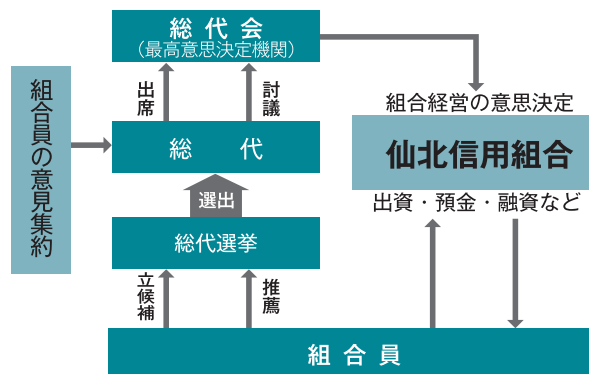 総代会
（最高意思決定機関）
出席
討議
組合員の意見集約
組合経営の意思決定
総　代
仙北信用組合
選出
出資・預金・融資など
総代選挙
立候補
推薦
組合員